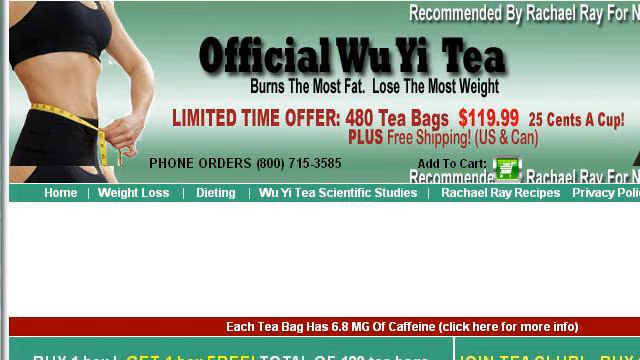 Recommended By Rachael Ray For N
Official Wu Yi Tea
Burns The Most Fat. Lose The Most Weight
LIMITED TIME OFFER: 480 Tea Bags $119.99 25 Cents A Cup!
PLUS Free Shipping! (US & Can)
PHONE ORDERS (800) 715-3585 Add To Cart:
Recommende Rachael Ray For N
Home | Weight Loss | Dieting | Wu Yi Tea Scientific Studies | Rachael Ray Recipes Privacy Poli
Each Tea Bag Has 6.8 MG Of Caffeine (click here for more info)